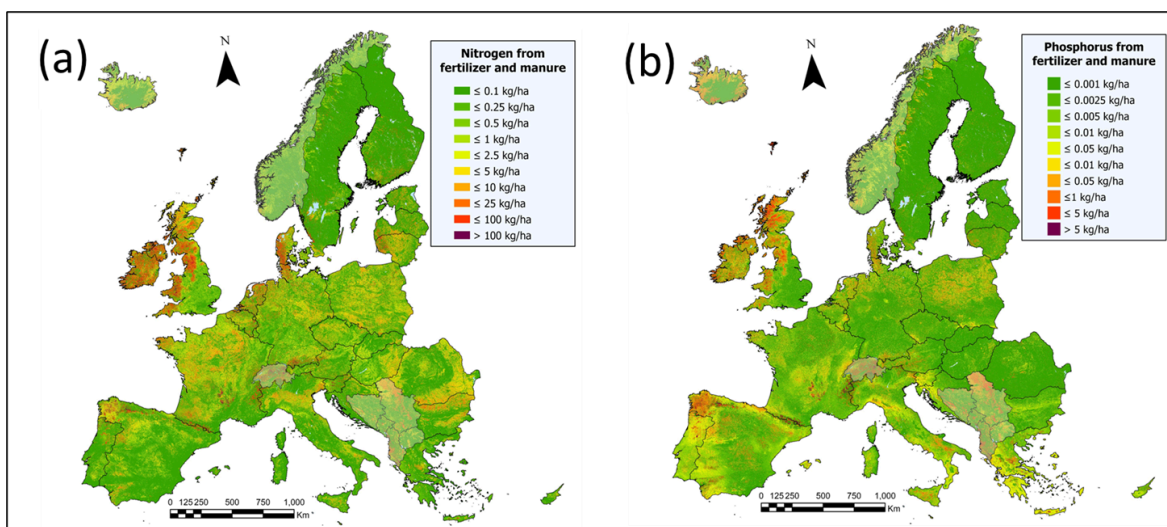 (a)
N
Nitrogen from
fertilizer and manure
≤ 0.1 kg/ha
≤ 0.25 kg/ha
≤ 0.5 kg/ha
≤ 1 kg/ha
≤ 2.5 kg/ha
≤ 5 kg/ha
≤ 10 kg/ha
≤ 25 kg/ha
≤ 100 kg/ha
> 100 kg/ha
0 125250 500 750 1,000
Km
(b)
N
Phosphorus from
fertilizer and manure
≤ 0.001 kg/ha
≤ 0.0025 kg/ha
≤ 0.005 kg/ha
≤ 0.01 kg/ha
≤ 0.05 kg/ha
≤ 0.01 kg/ha
≤ 0.05 kg/ha
≤1 kg/ha
≤ 5 kg/ha
> 5 kg/ha
0 125250 500 750 1,000
Km